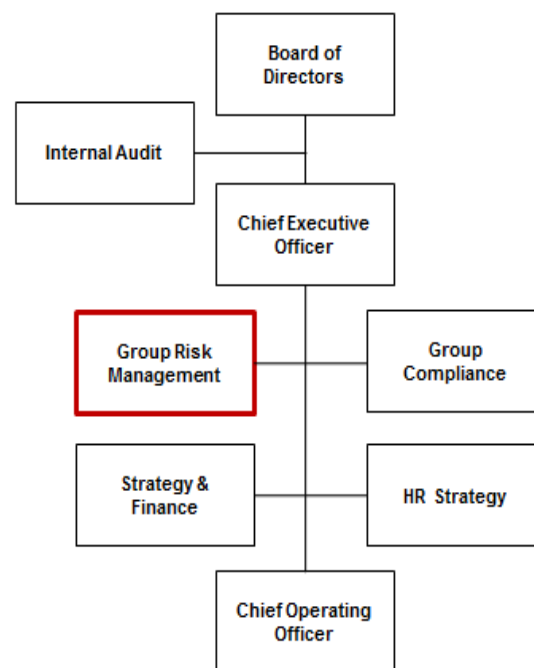 Board of
Directors
Internal Audit
Chief Executive
Officer
Group Risk
Management
Group
Compliance
Strategy &
Finance
HR Strategy
Chief Operating
Officer